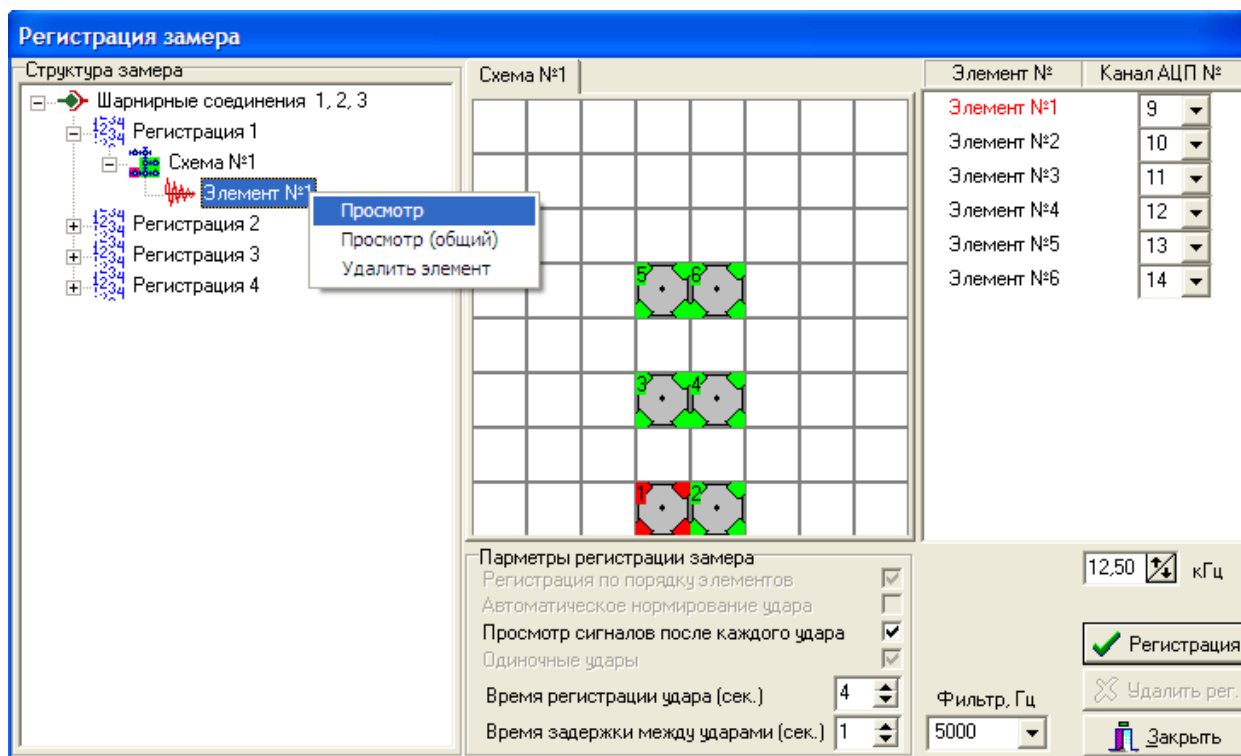 Регистрация замера
Структура замера
Шарнирные соединения 1, 2, 3
Регистрация 1
Схема №1
Элемент №1
Регистрация 2
Регистрация 3
Регистрация 4
Просмотр
Просмотр (общий)
Удалить элемент
Схема №1
5 6
3 4
1 2
Элемент № Канал АЦП №
Элемент №1 9
Элемент №2 10
Элемент №3 11
Элемент №4 12
Элемент №5 13
Элемент №6 14
Парметры регистрации замера
Регистрация по порядку элементов
Автоматическое нормирование удара
Просмотр сигналов после каждого удара
Одиночные удары
Время регистрации удара (сек.) 4
Время задержки между ударами (сек.) 1
Фильтр, Гц
5000
12,50 кГц
Регистрация
Удалить рег.
Закрыть